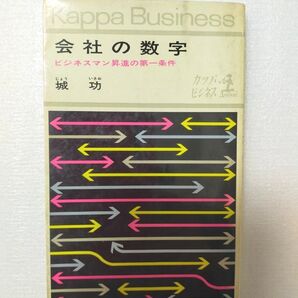 Kappa Business
会社の数字
ビジネスマン昇進の第一条件
じょう いさお
城 功
カッパ
ビジネス